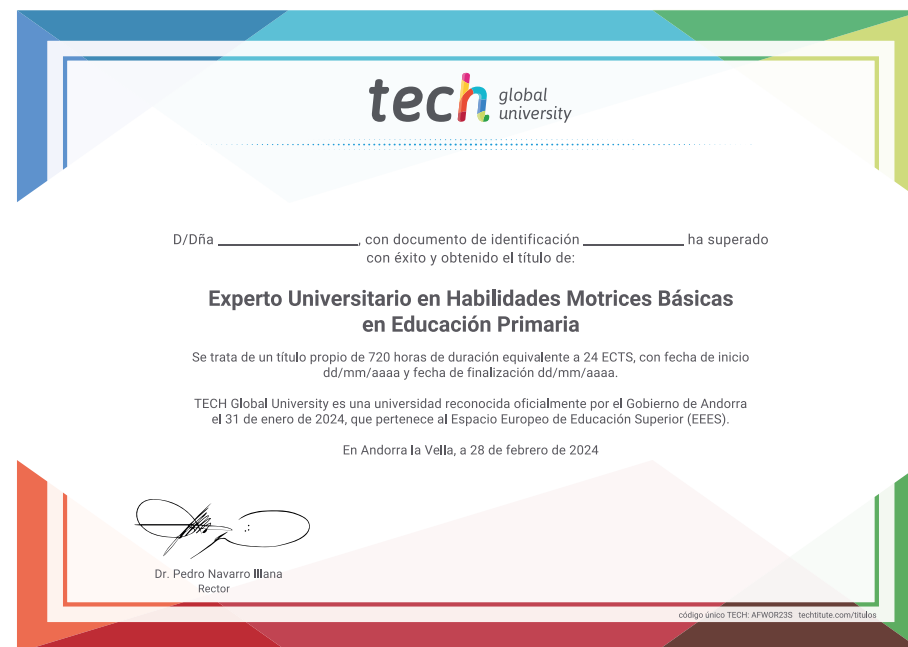 tech global university
D/Dña ____________________, con documento de identificación ______________ ha superado
con éxito y obtenido el título de:
Experto Universitario en Habilidades Motrices Básicas
en Educación Primaria
Se trata de un título propio de 720 horas de duración equivalente a 24 ECTS, con fecha de inicio
dd/mm/aaaa y fecha de finalización dd/mm/aaaa.
TECH Global University es una universidad reconocida oficialmente por el Gobierno de Andorra
el 31 de enero de 2024, que pertenece al Espacio Europeo de Educación Superior (EEES).
En Andorra la Vella, a 28 de febrero de 2024
Dr. Pedro Navarro Illana
Rector
código único TECH: AFWOR23S techtitute.com/titulos